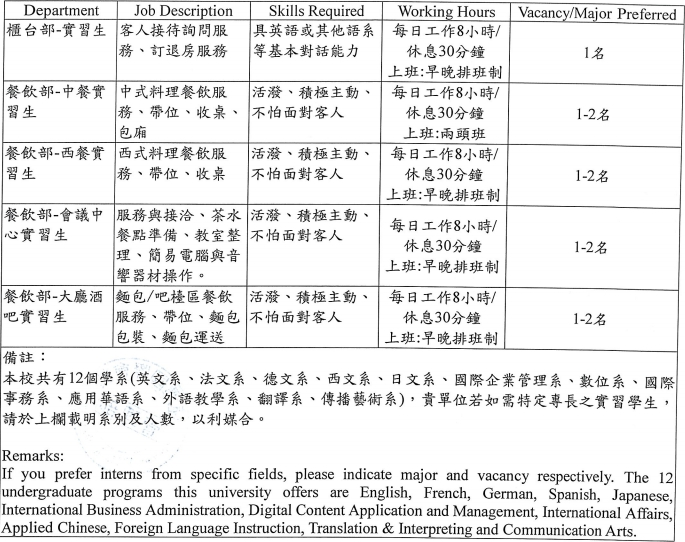 Department Job Description Skills Required Working Hours Vacancy/Major Preferred
櫃台部-實習生
客人接待詢問服
務、訂退房服務
具英語或其他語系
等基本對話能力
每日工作8小時/
休息30分鐘
上班:早晚排班制
1名
餐飲部-中餐實
習生
中式料理餐飲服
務、帶位、收桌、
包廂
活潑、積極主動、
不怕面對客人
每日工作8小時/
休息30分鐘
上班:兩頭班
1-2名
餐飲部-西餐實
習生
西式料理餐飲服
務、帶位、收桌
活潑、積極主動、
不怕面對客人
每日工作8小時/
休息30分鐘
上班:早晚排班制
1-2名
餐飲部-會議中
心實習生
服務與接洽、茶水
餐點準備、教室整
理、簡易電腦與音
響器材操作。
活潑、積極主動、
不怕面對客人
每日工作8小時/
休息30分鐘
上班:早晚排班制
1-2名
餐飲部-大廳酒
吧實習生
麵包/吧檯區餐飲
服務、帶位、麵包
包裝、麵包運送
活潑、積極主動、
不怕面對客人
每日工作8小時/
休息30分鐘
上班:早晚排班制
1-2名
備註：
本校共有12個學系(英文系、法文系、德文系、西文系、日文系、國際企業管理系、數位系、國際
事務系、應用華語系、外語教學系、翻譯系、傳播藝術系)，貴單位若如需特定專長之實習學生，
請於上欄載明系別及人數，以利媒合。
Remarks:
If you prefer interns from specific fields, please indicate major and vacancy respectively. The 12
undergraduate programs this university offers are English, French, German, Spanish, Japanese,
International Business Administration, Digital Content Application and Management, International Affairs,
Applied Chinese, Foreign Language Instruction, Translation & Interpreting and Communication Arts.